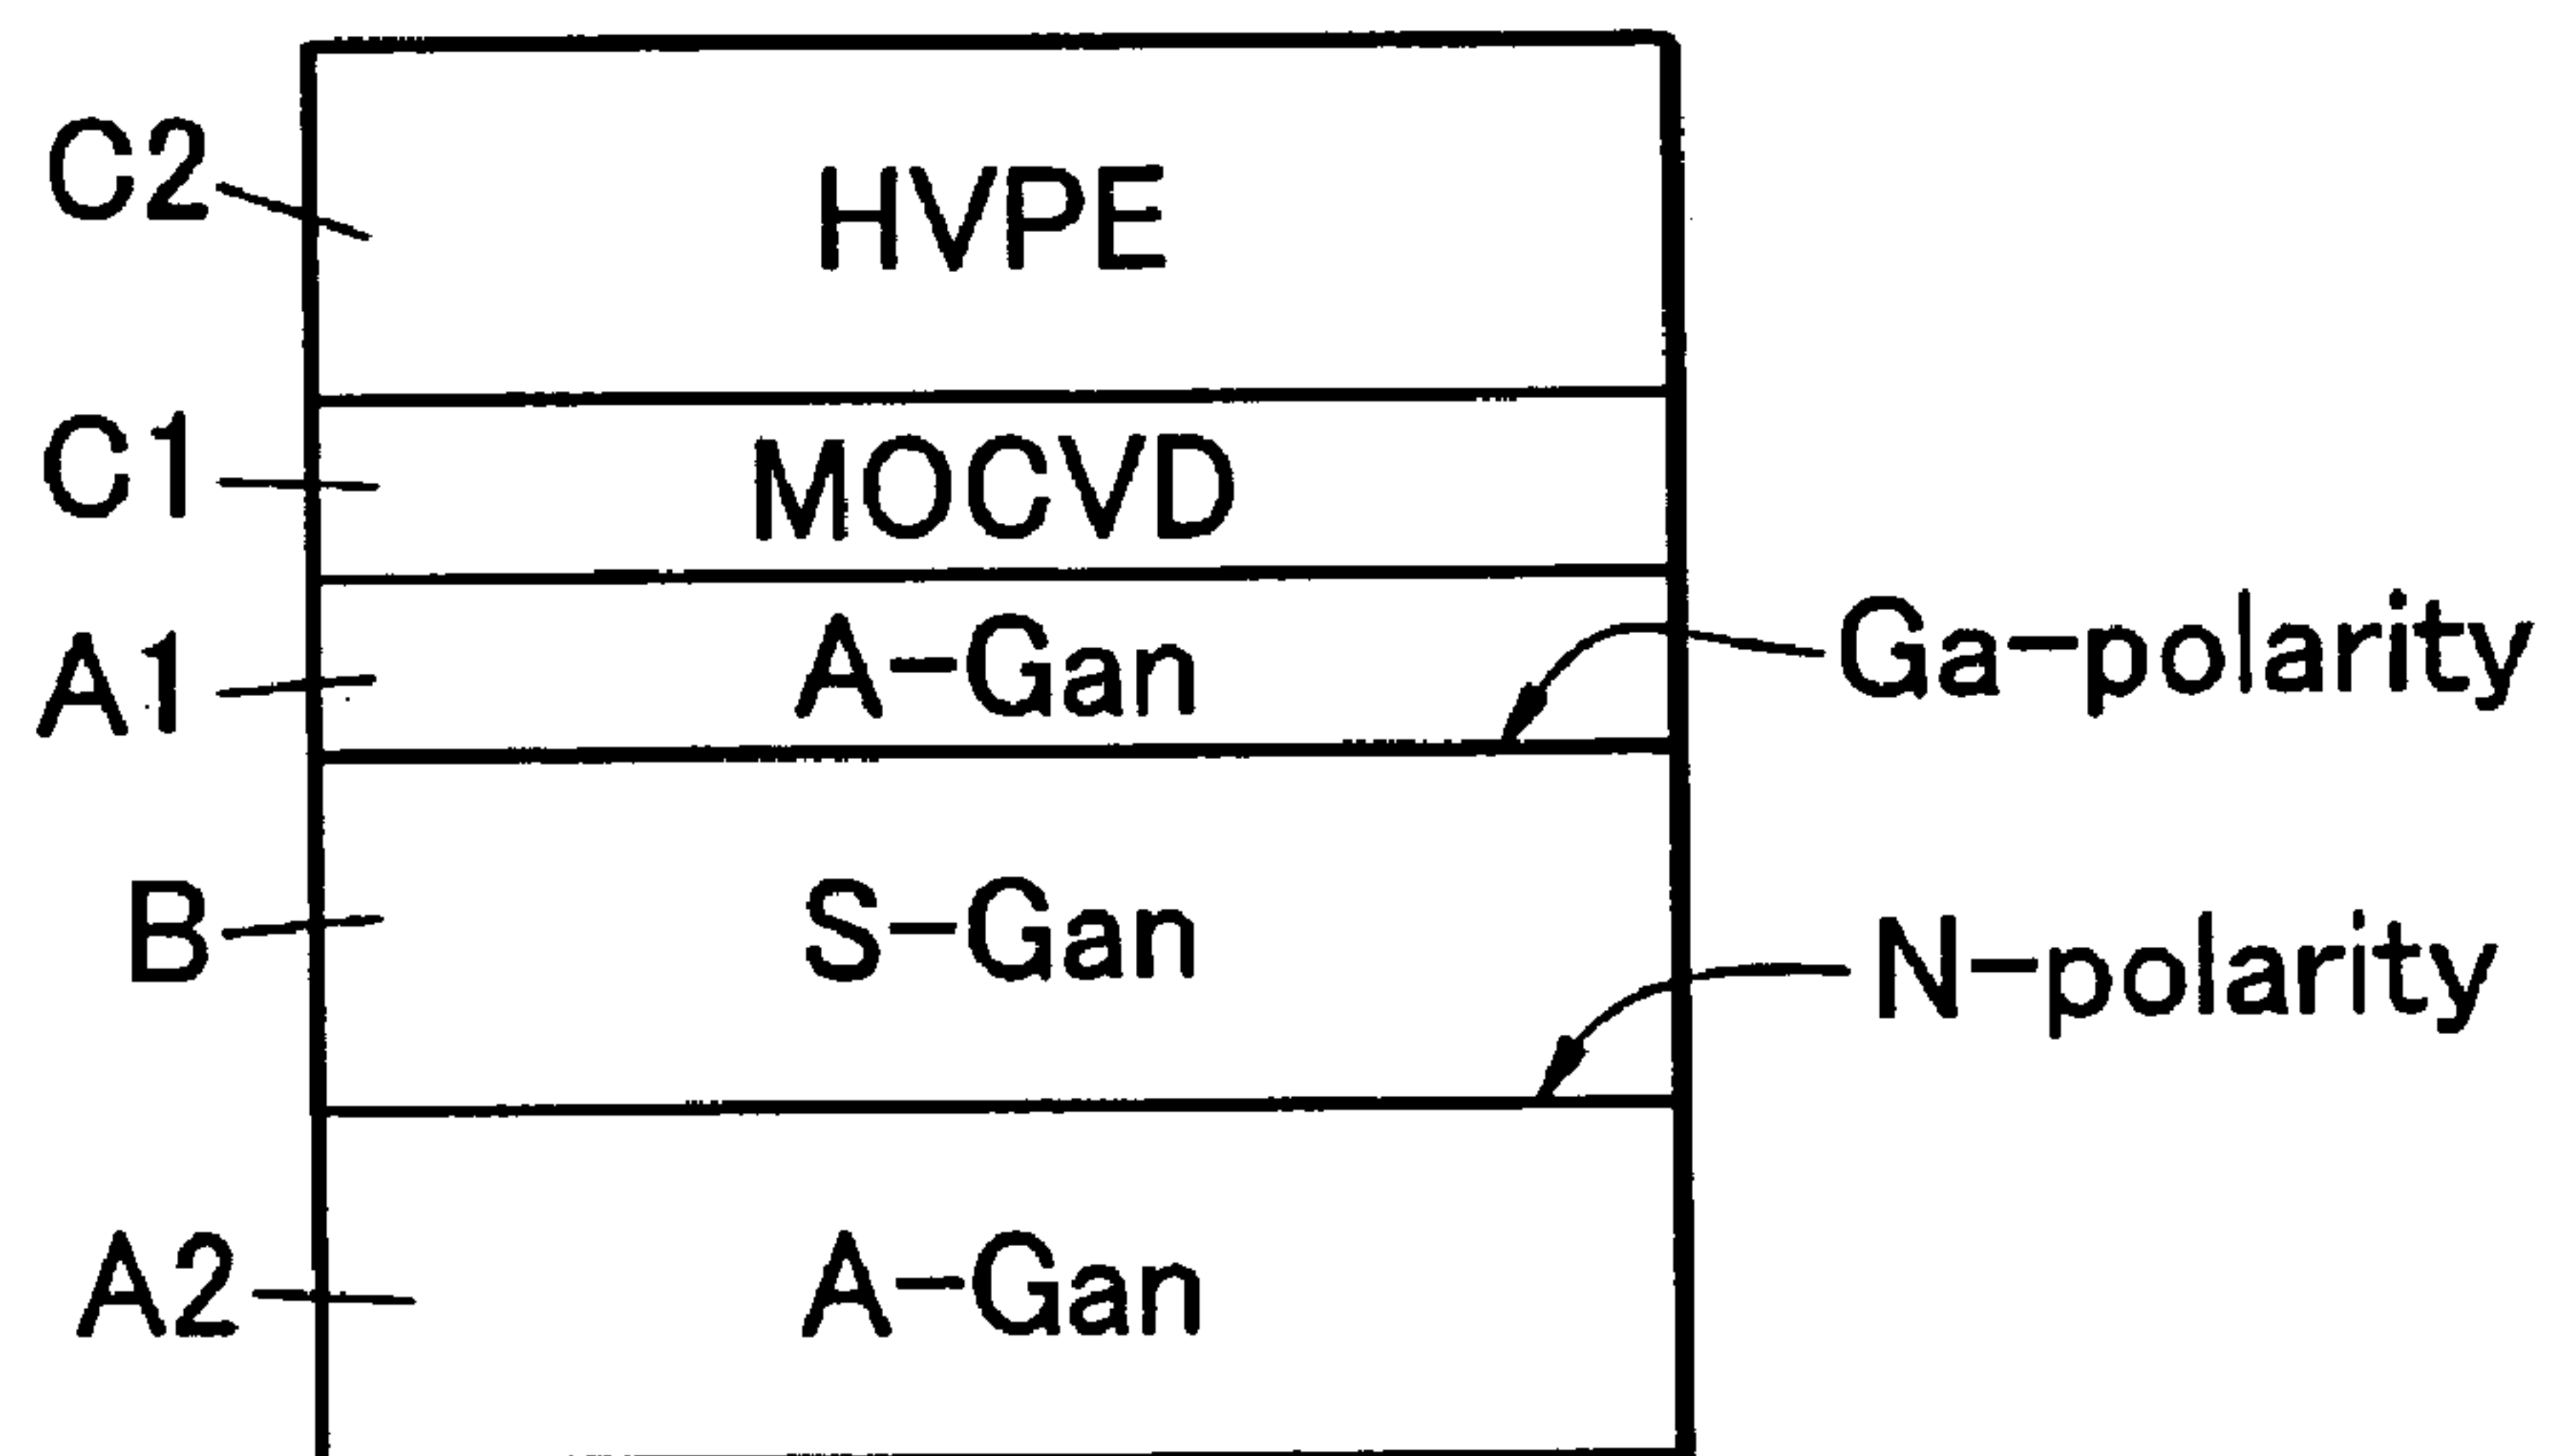 C2
HVPE
C1
MOCVD
A1
A-Gan
Ga-polarity
B
S-Gan
N-polarity
A2
A-Gan